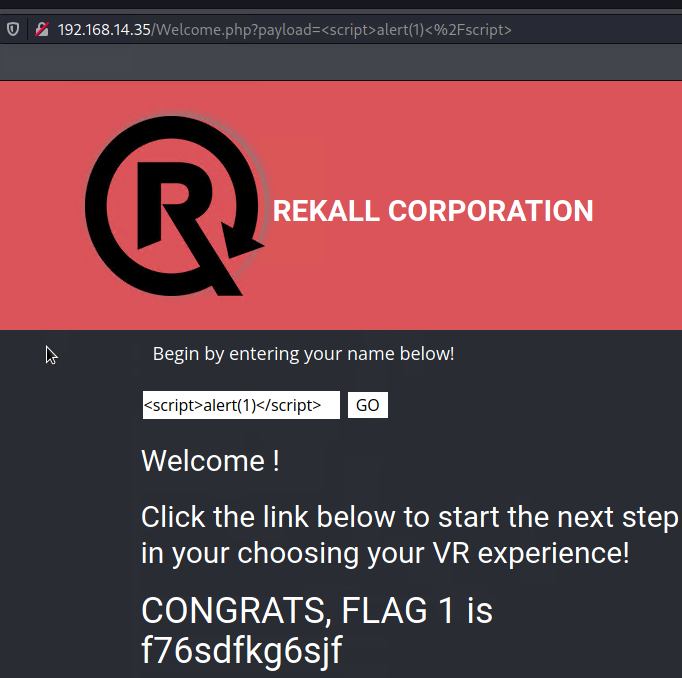 192.168.14.35/Welcome.php?payload=<script>alert(1)<%2Fscript>
R
REKALL CORPORATION
Begin by entering your name below!
<script>alert(1)</script> GO
Welcome !
Click the link below to start the next step
in your choosing your VR experience!
CONGRATS, FLAG 1 is
f76sdfkg6sjf